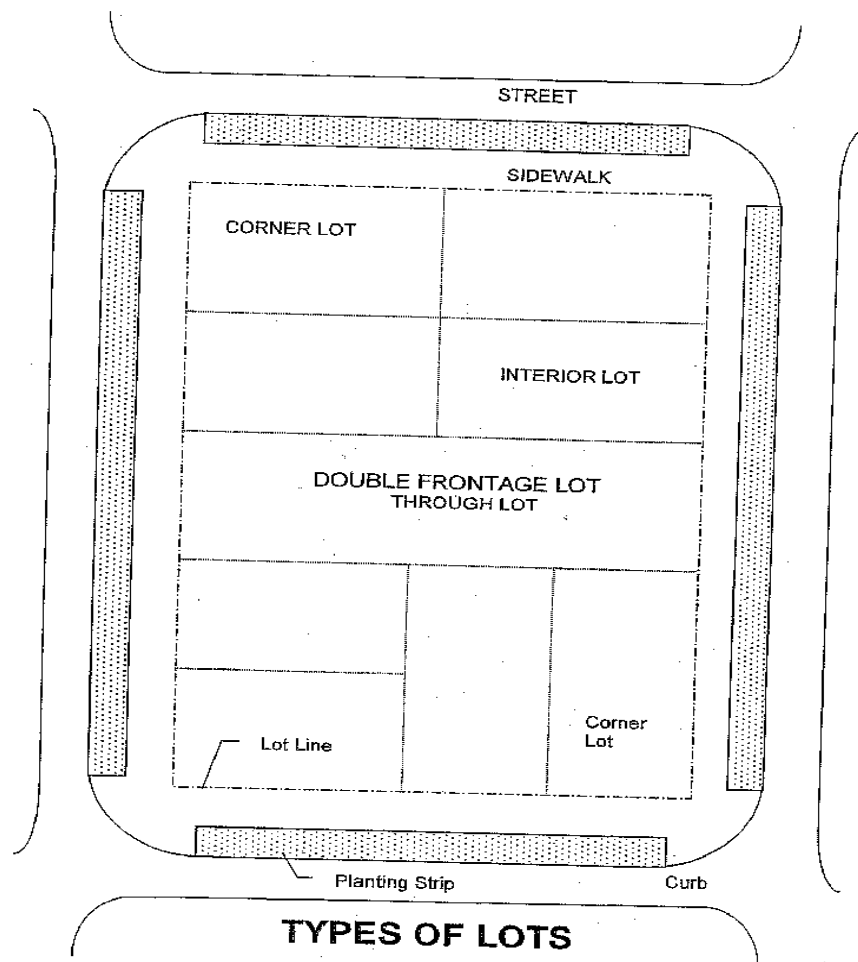 STREET
SIDEWALK
CORNER LOT
INTERIOR LOT
DOUBLE FRONTAGE LOT
THROUGH LOT
Corner
Lot
Lot Line
Planting Strip
Curb
TYPES OF LOTS